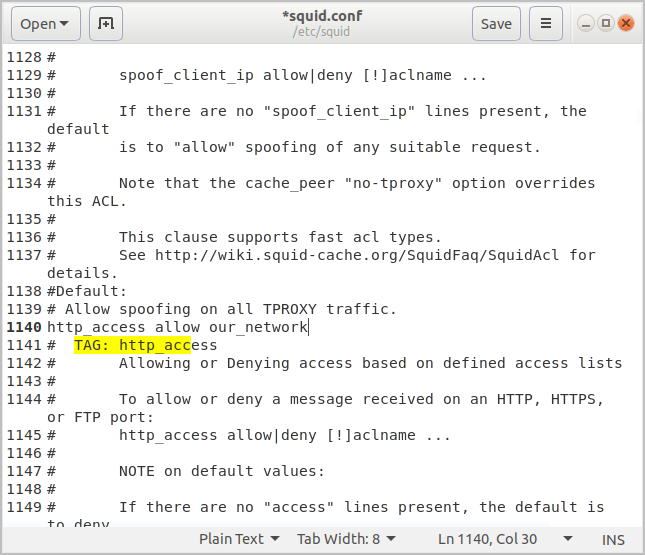 Open
*squid.conf
/etc/squid
Save
1128 #
1129 #       spoof_client_ip allow|deny [!]aclname ...
1130 #
1131 #       If there are no "spoof_client_ip" lines present, the
default
1132 #       is to "allow" spoofing of any suitable request.
1133 #
1134 #       Note that the cache_peer "no-tproxy" option overrides
this ACL.
1135 #
1136 #       This clause supports fast acl types.
1137 #       See http://wiki.squid-cache.org/SquidFaq/SquidAcl for
details.
1138 #Default:
1139 # Allow spoofing on all TPROXY traffic.
1140 http_access allow our_network
1141 #  TAG: http_access
1142 #       Allowing or Denying access based on defined access lists
1143 #
1144 #       To allow or deny a message received on an HTTP, HTTPS,
or FTP port:
1145 #       http_access allow|deny [!]aclname ...
1146 #
1147 #       NOTE on default values:
1148 #
1149 #       If there are no "access" lines present, the default is
to deny
Plain Text Tab Width: 8 Ln 1140, Col 30 INS